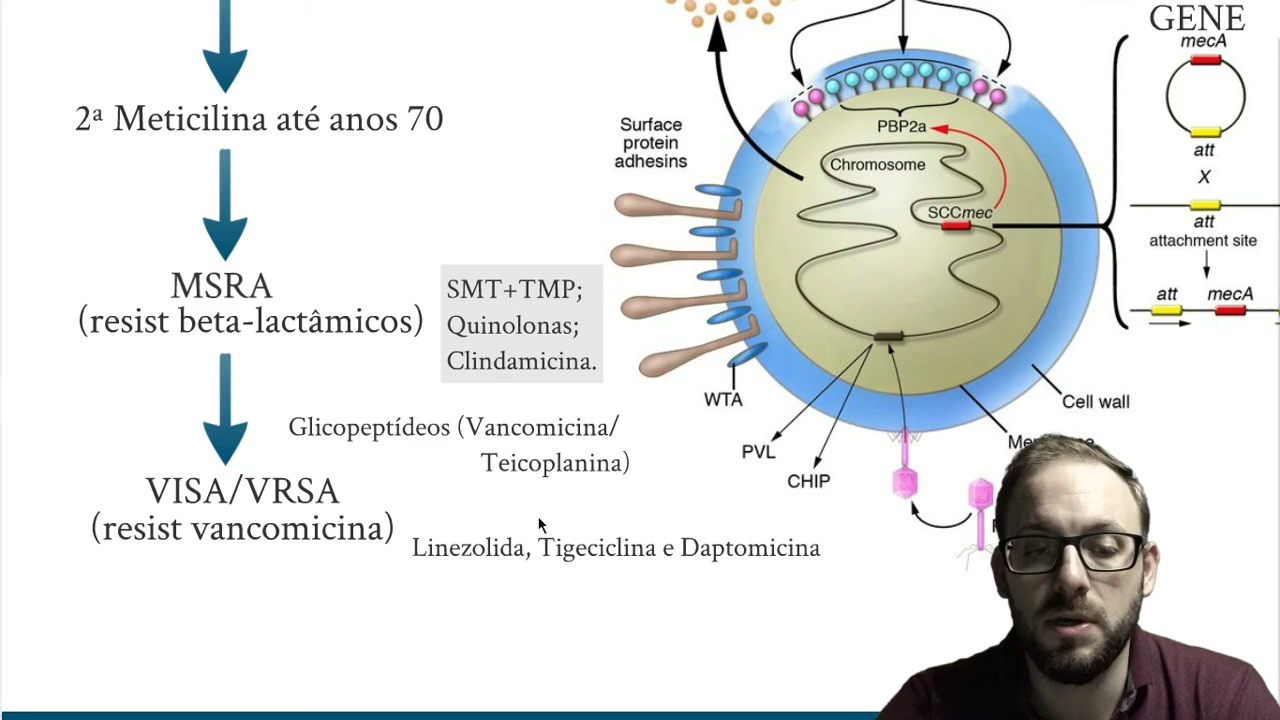 2ª Meticilina até anos 70
MSRA
(resist beta-lactâmicos)
SMT+TMP;
Quinolonas;
Clindamicina.
Glicopeptídeos (Vancomicina/
Teicoplanina)
VISA/VRSA
(resist vancomicina)
Linezolida, Tigeciclina e Daptomicina
Surface
protein
adhesins
PBP2a
Chromosome
SCCmec
WTA
PVL
CHIP
Cell wall
GENE
mecA
att
X
att
attachment site
att
mecA